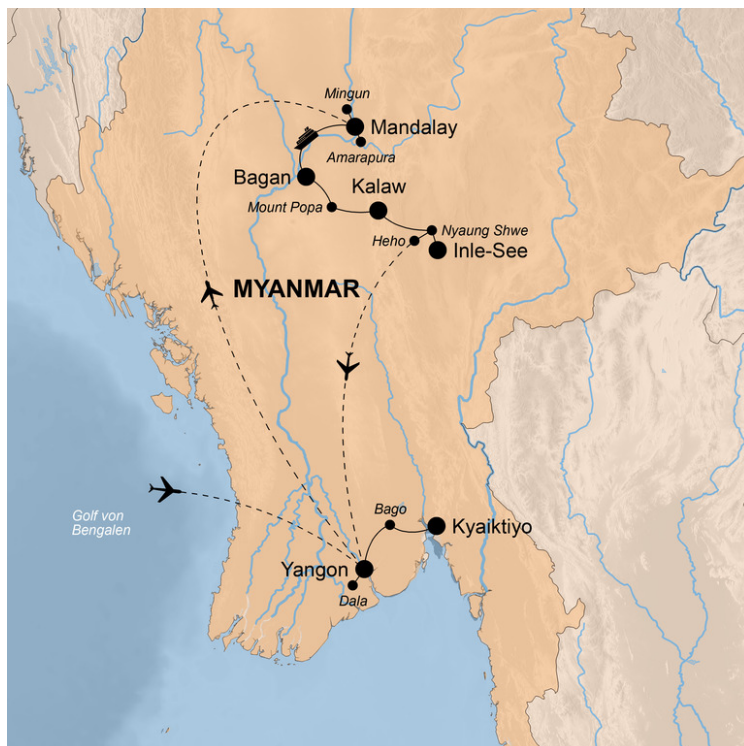 Mingun
Mandalay
Amarapura
Bagan
Kalaw
Mount Popa
Nyaung Shwe
Heho
Inle-See
MYANMAR
Golf von
Bengalen
Bago
Kyaiktiyo
Yangon
Dala